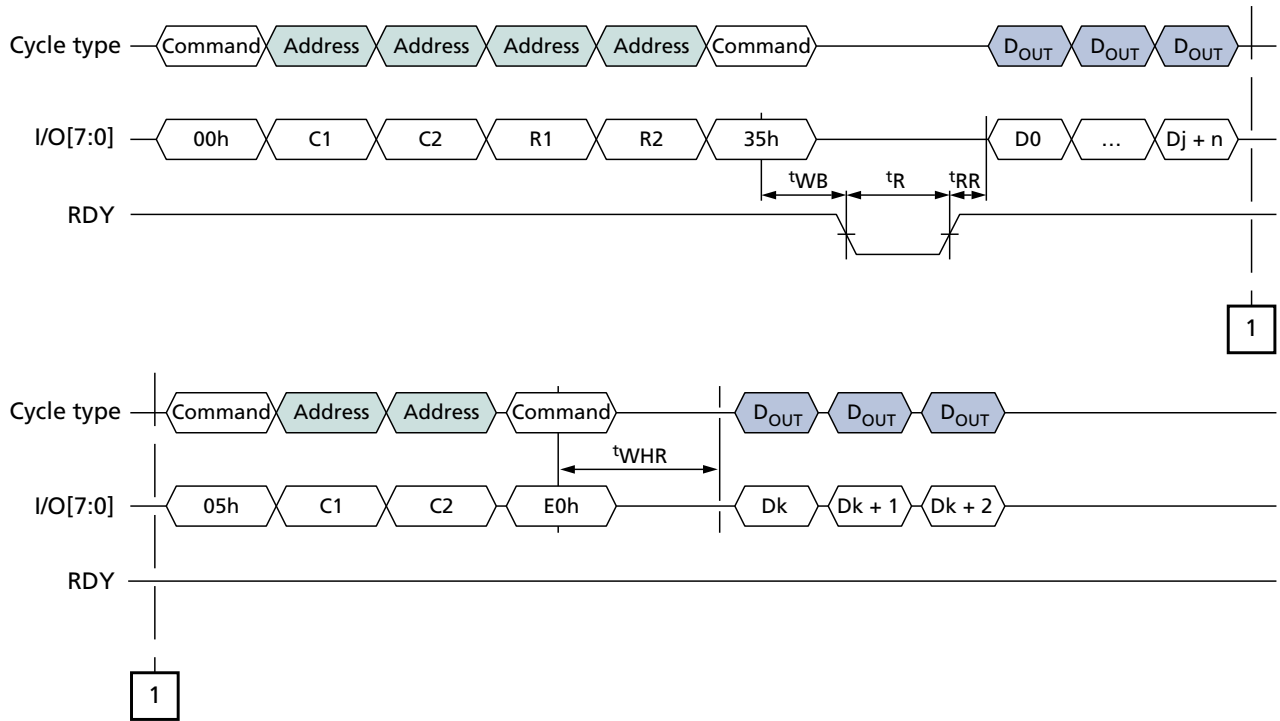 Cycle type Command Address Address Address Address Command DOUT DOUT DOUT
I/O[7:0] 00h C1 C2 R1 R2 35h D0 … Dj + n
tWB tR tRR
RDY
1
Cycle type Command Address Address Command DOUT DOUT DOUT
tWHR
I/O[7:0] 05h C1 C2 E0h Dk Dk + 1 Dk + 2
RDY
1